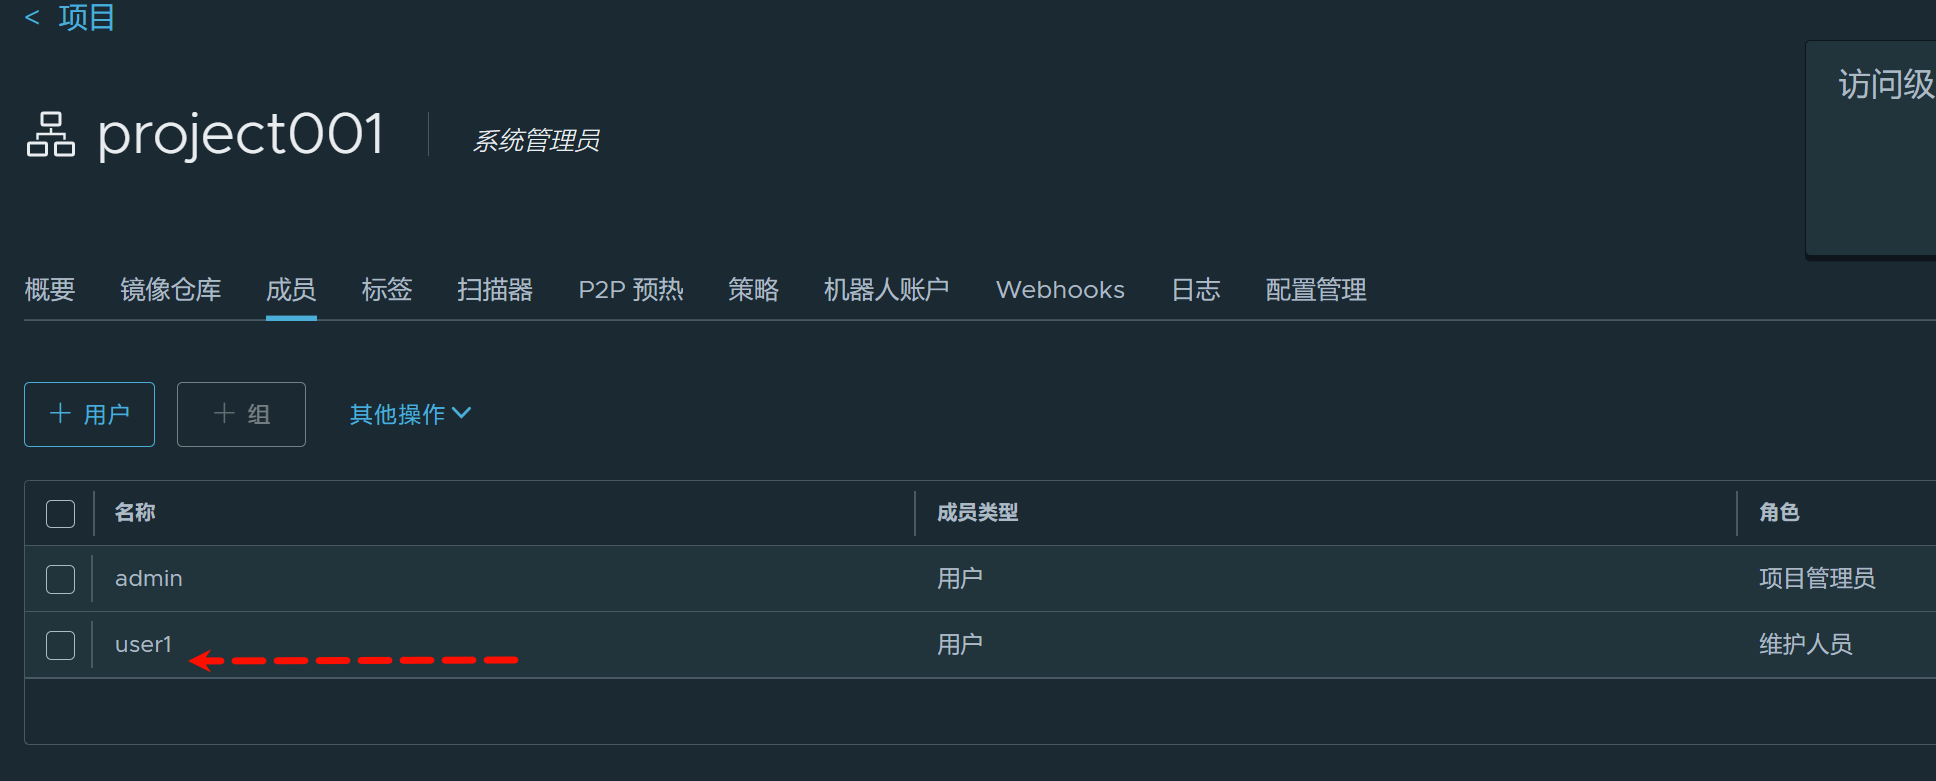 < 项目
访问级
project001 系统管理员
概要 镜像仓库 成员 标签 扫描器 P2P 预热 策略 机器人账户 Webhooks 日志 配置管理
+ 用户 + 组 其他操作
名称 成员类型 角色
admin 用户 项目管理员
user1 用户 维护人员